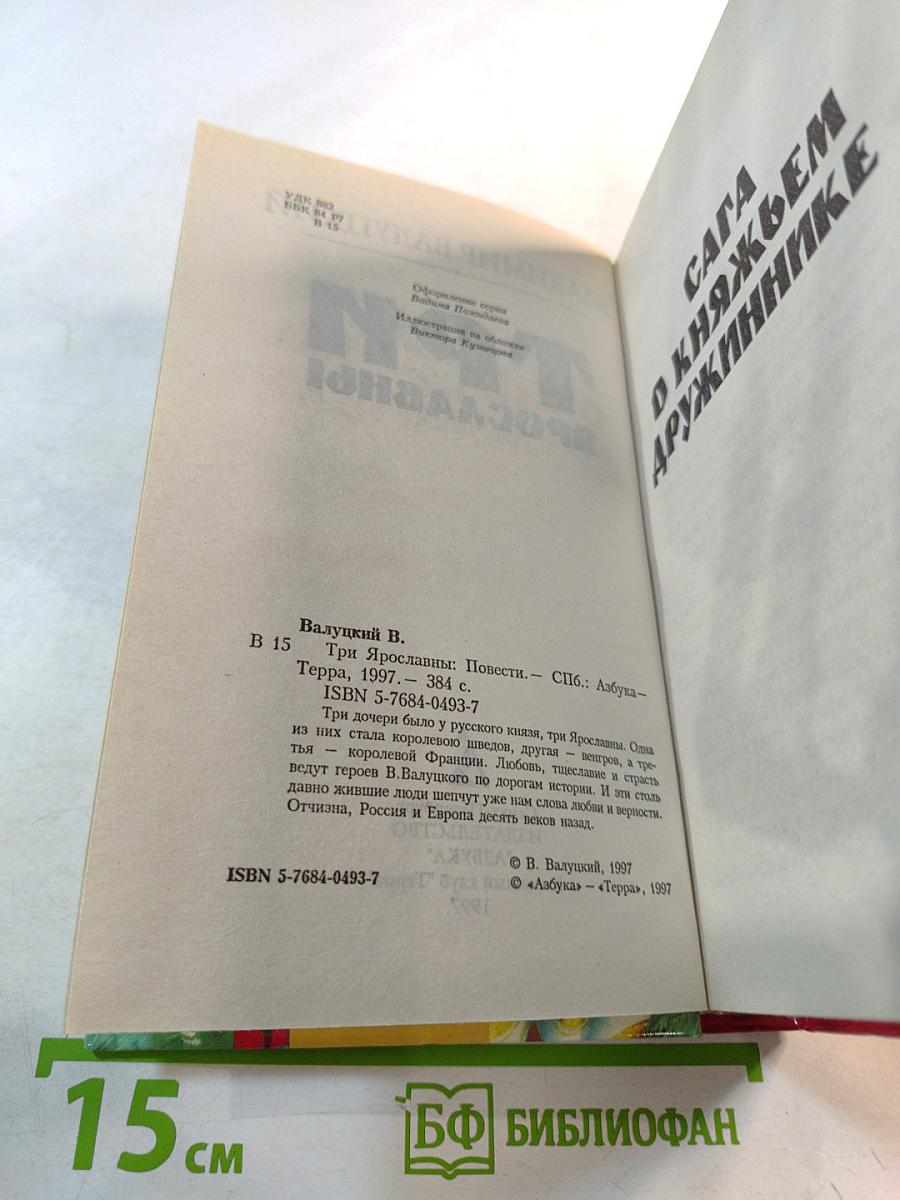 УДК 882
ББК 84 Р7
В 15
Оформление серии
Вадима Пожидаева
Иллюстрация на обложке
Виктора Кузнецова
Валуцкий В.
В 15 Три Ярославны: Повести.— СПб.: Азбука—
Терра, 1997.— 384 с.
ISBN 5-7684-0493-7
Три дочери было у русского князя, три Ярославны. Одна
из них стала королевою шведов, другая — венгров, а тре-
тья — королевой Франции. Любовь, тщеславие и страсть
ведут героев В.Валуцкого по дорогам истории. И эти столь
давно жившие люди шепчут уже нам слова любви и верности.
Отчизна, Россия и Европа десять веков назад.
ISBN 5-7684-0493-7
© В. Валуцкий, 1997
© «Азбука» — «Терра», 1997
САГА
О КНЯЖЬЕМ
ДРУЖИННИКЕ
15 см
БФ БИБЛИОФАН